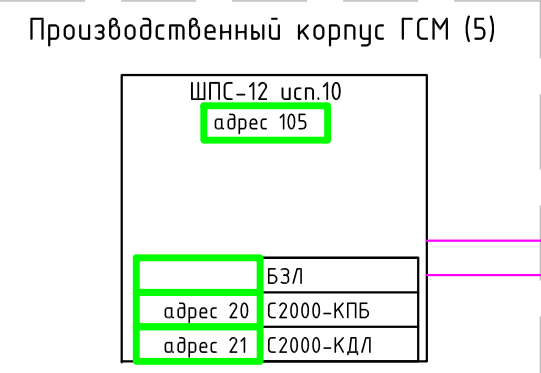 Производственный корпус ГСМ (5)
ШПС-12 исп.10
адрес 105
БЗЛ
адрес 20 С2000-КПБ
адрес 21 С2000-КДЛ